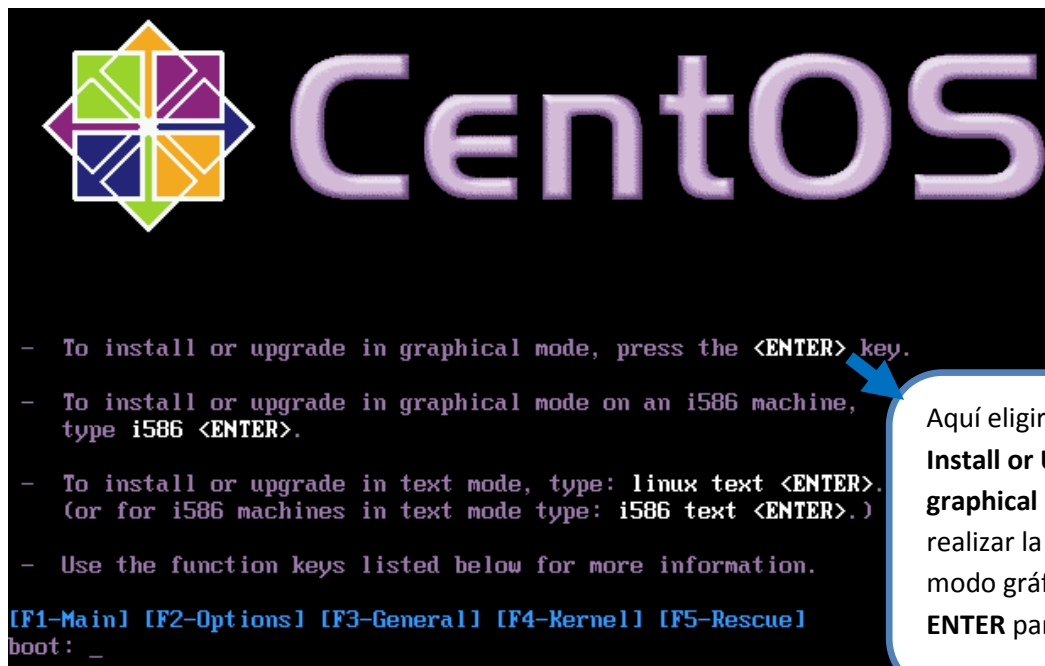 CentOS
- To install or upgrade in graphical mode, press the <ENTER> key.
- To install or upgrade in graphical mode on an i586 machine,
type i586 <ENTER>.
- To install or upgrade in text mode, type: linux text <ENTER>.
(or for i586 machines in text mode type: i586 text <ENTER>.)
- Use the function keys listed below for more information.
[F1-Main] [F2-Options] [F3-General] [F4-Kernel] [F5-Rescue]
boot: _
Aquí
Install or
graphical
realizar la
modo
ENTER